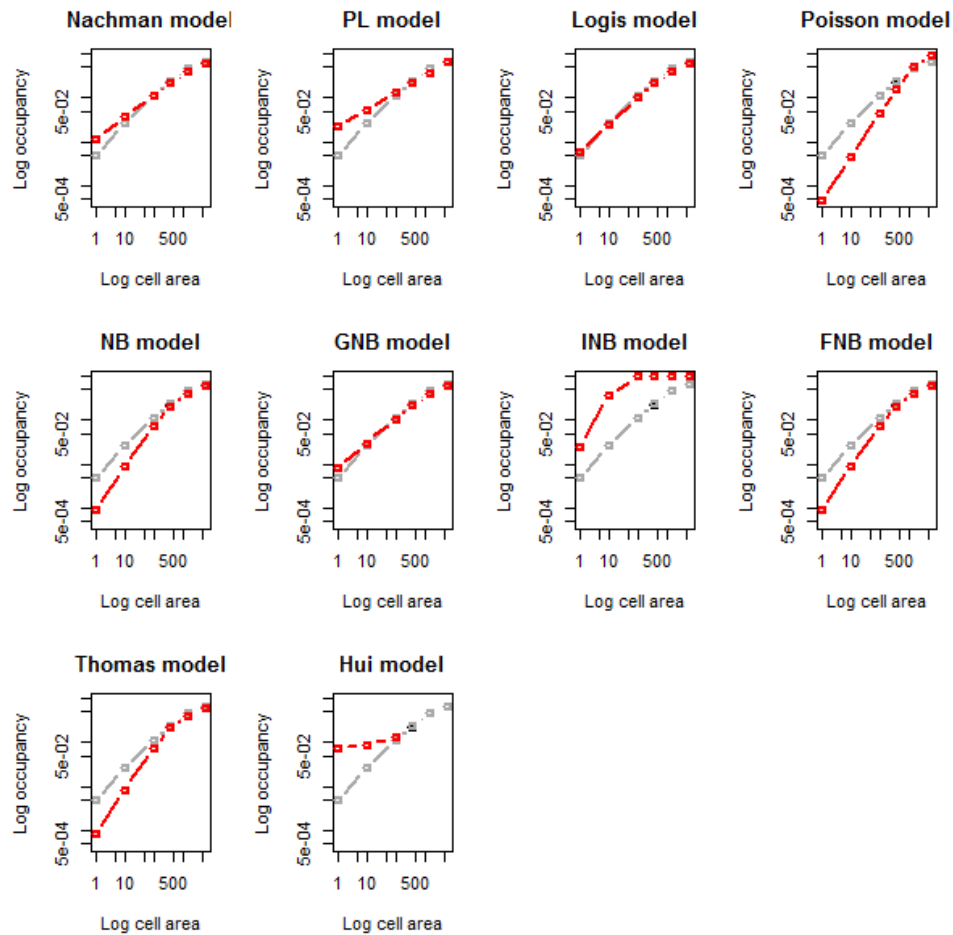 Nachman model
PL model
Logis model
Poisson model
Log occupancy
5e-02
5e-04
1 10 500
Log cell area
Log occupancy
5e-02
5e-04
1 10 500
Log cell area
Log occupancy
5e-02
5e-04
1 10 500
Log cell area
Log occupancy
5e-02
5e-04
1 10 500
Log cell area
NB model
GNB model
INB model
FNB model
Log occupancy
5e-02
5e-04
1 10 500
Log cell area
Log occupancy
5e-02
5e-04
1 10 500
Log cell area
Log occupancy
5e-02
5e-04
1 10 500
Log cell area
Log occupancy
5e-02
5e-04
1 10 500
Log cell area
Thomas model
Hui model
Log occupancy
5e-02
5e-04
1 10 500
Log cell area
Log occupancy
5e-02
5e-04
1 10 500
Log cell area